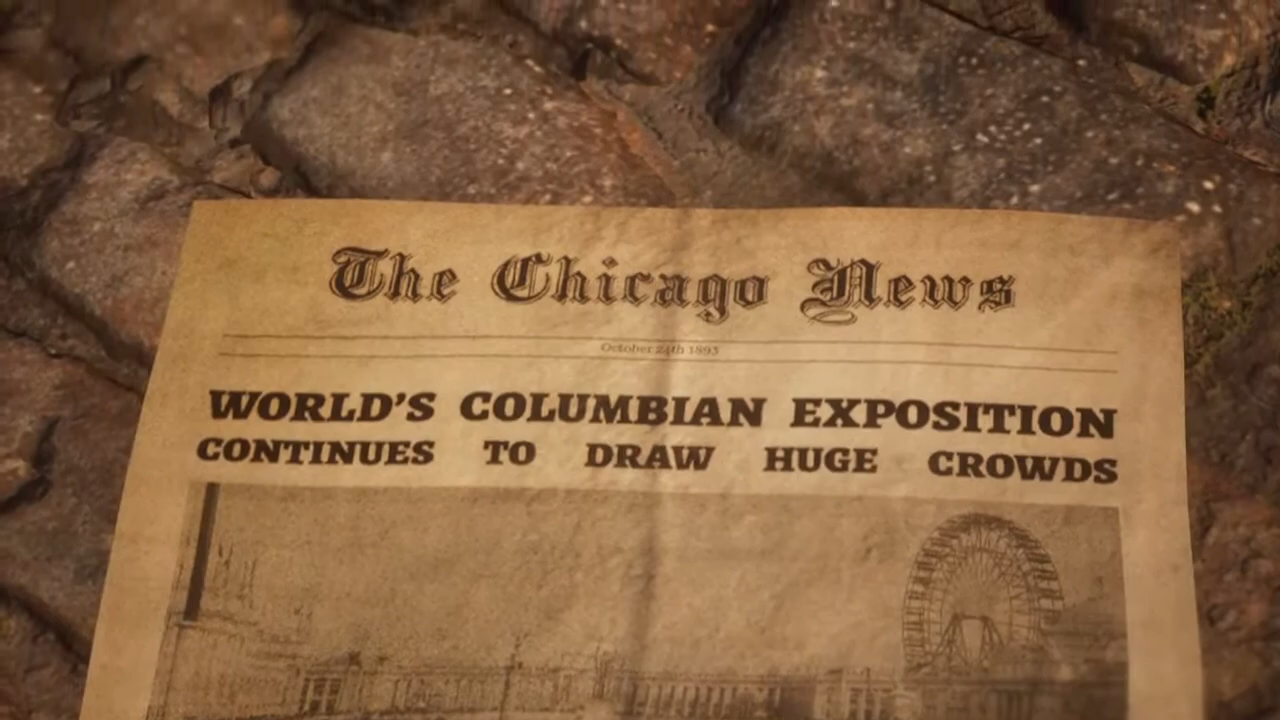 The Chicago News
October 24th 1893
WORLD'S COLUMBIAN EXPOSITION
CONTINUES TO DRAW HUGE CROWDS